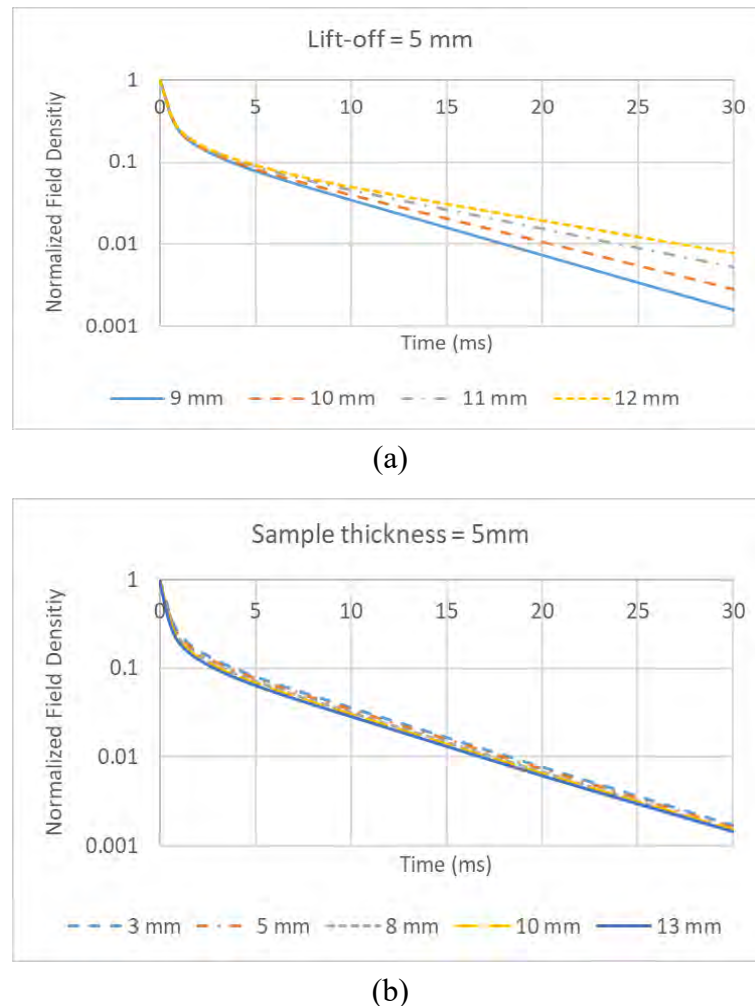 Lift-off = 5 mm
Normalized Field Densitiy
1
0.1
0.01
0.001
0 5 10 15 20 25 30
Time (ms)
9 mm 10 mm 11 mm 12 mm
(a)
Sample thickness = 5mm
Normalized Field Densitiy
1
0.1
0.01
0.001
0 5 10 15 20 25 30
Time (ms)
3 mm 5 mm 8 mm 10 mm 13 mm
(b)